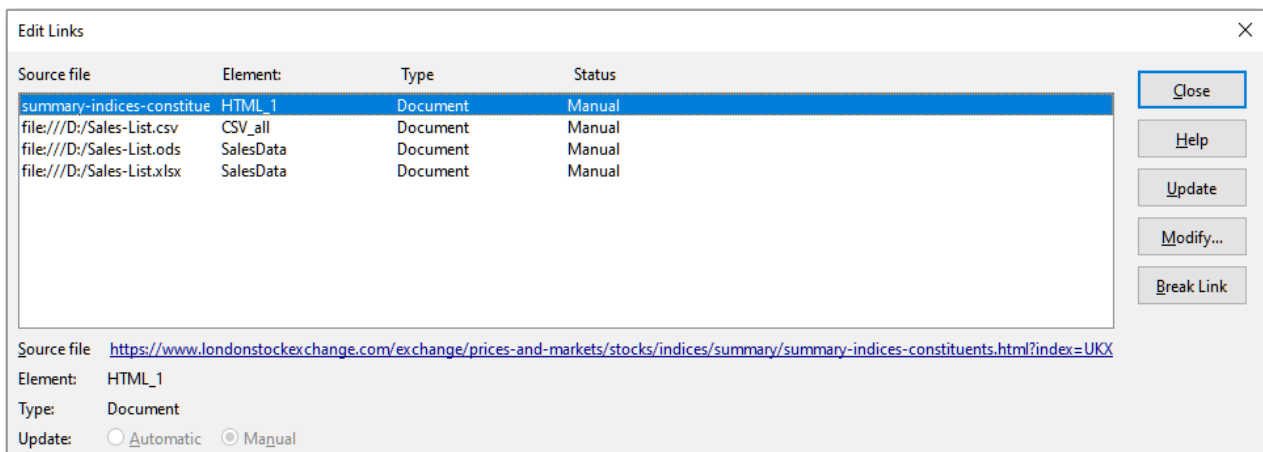 Edit Links
Source file Element: Type Status
summary-indices-constitue HTML_1 Document Manual
file:///D:/Sales-List.csv CSV_all Document Manual
file:///D:/Sales-List.ods SalesData Document Manual
file:///D:/Sales-List.xlsx SalesData Document Manual
Close
Help
Update
Modify...
Break Link
Source file https://www.londonstockexchange.com/exchange/prices-and-markets/stocks/indices/summary/summary-indices-constituents.html?index=UKX
Element: HTML_1
Type: Document
Update: Automatic Manual